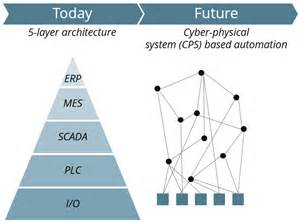 Today
Future
5-layer architecture
Cyber-physical
system (CPS) based automation
ERP
MES
SCADA
PLC
I/O